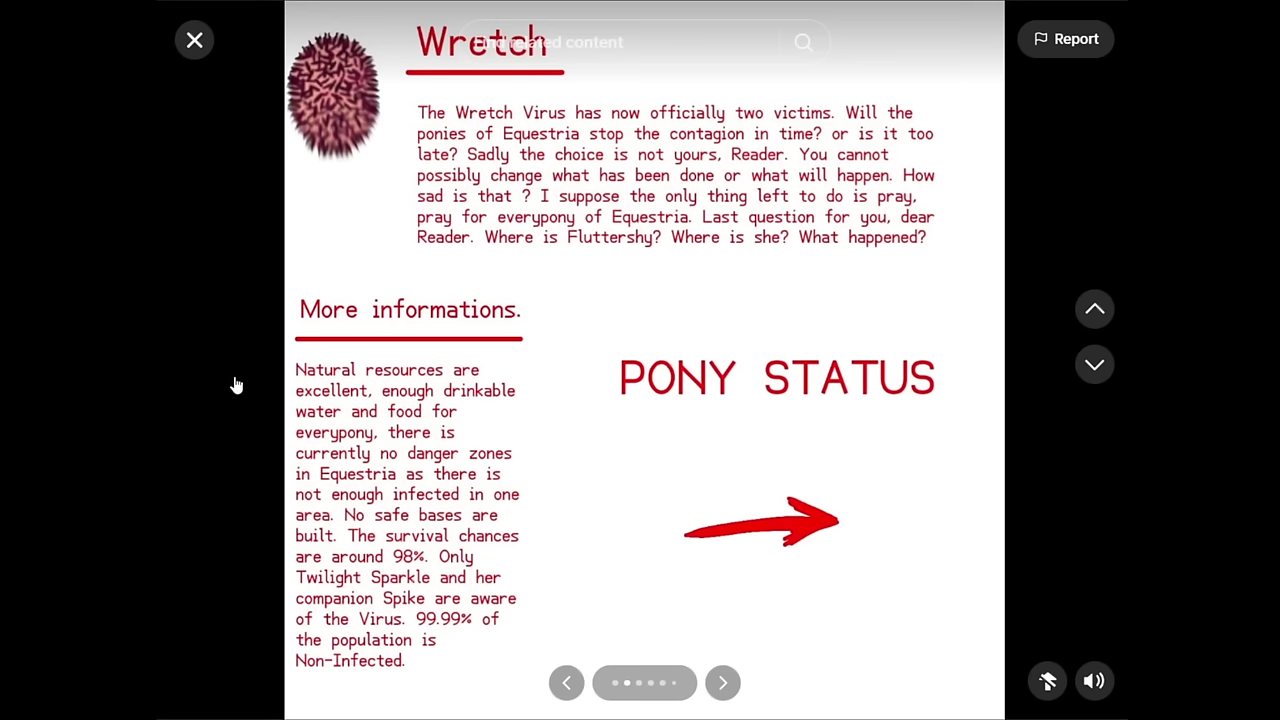 Wretch
Find related content
Report
The Wretch Virus has now officially two victims. Will the
ponies of Equestria stop the contagion in time? or is it too
late? Sadly the choice is not yours, Reader. You cannot
possibly change what has been done or what will happen. How
sad is that ? I suppose the only thing left to do is pray,
pray for everypony of Equestria. Last question for you, dear
Reader. Where is Fluttershy? Where is she? What happened?
More informations.
Natural resources are
excellent, enough drinkable
water and food for
everypony, there is
currently no danger zones
in Equestria as there is
not enough infected in one
area. No safe bases are
built. The survival chances
are around 98%. Only
Twilight Sparkle and her
companion Spike are aware
of the Virus. 99.99% of
the population is
Non-Infected.
PONY STATUS